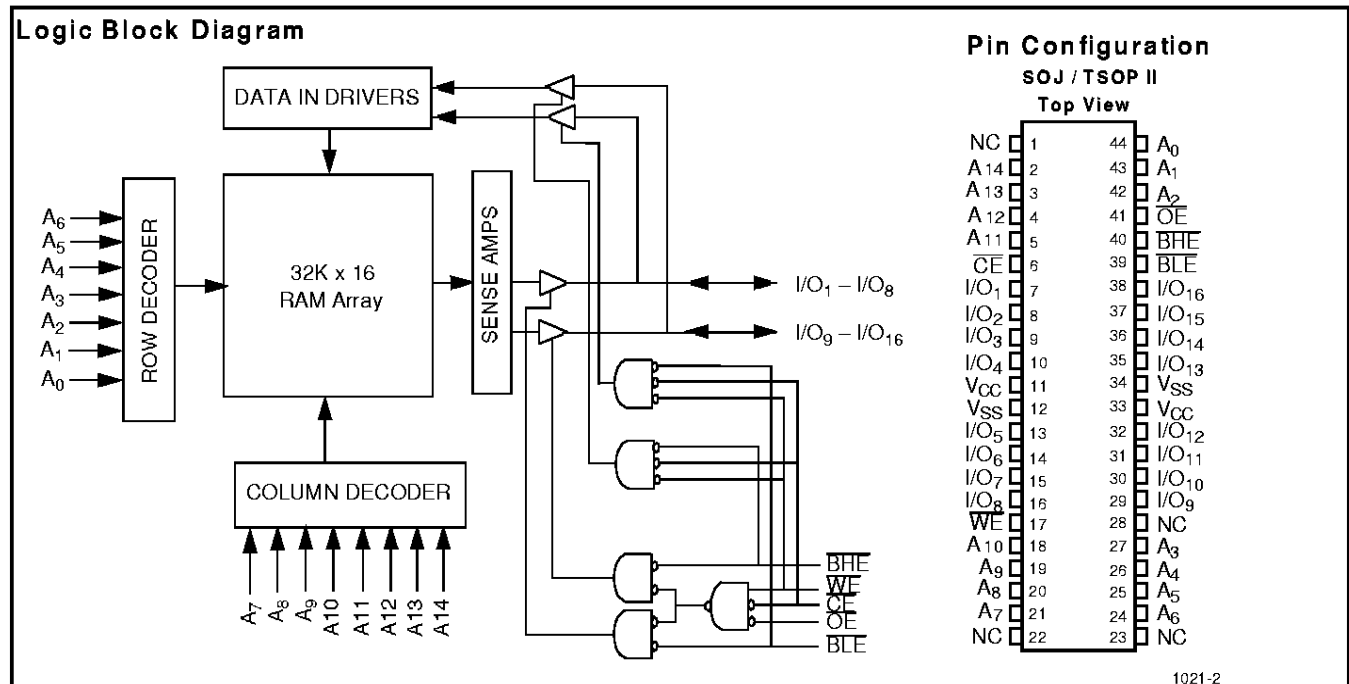 Logic Block Diagram
DATA IN DRIVERS
A6
A5
A4
A3
A2
A1
A0
ROW DECODER
32K x 16
RAM Array
SENSE AMPS
I/O1 – I/O8
I/O9 – I/O16
COLUMN DECODER
A7
A8
A9
A10
A11
A12
A13
A14
BHE
WE
CE
OE
BLE
Pin Configuration
SOJ / TSOP II
Top View
NC 1 44 A0
A14 2 43 A1
A13 3 42 A2
A12 4 41 OE
A11 5 40 BHE
CE 6 39 BLE
I/O1 7 38 I/O16
I/O2 8 37 I/O15
I/O3 9 36 I/O14
I/O4 10 35 I/O13
VCC 11 34 VSS
VSS 12 33 VCC
I/O5 13 32 I/O12
I/O6 14 31 I/O11
I/O7 15 30 I/O10
I/O8 16 29 I/O9
WE 17 28 NC
A10 18 27 A3
A9 19 26 A4
A8 20 25 A5
A7 21 24 A6
NC 22 23 NC
1021-2